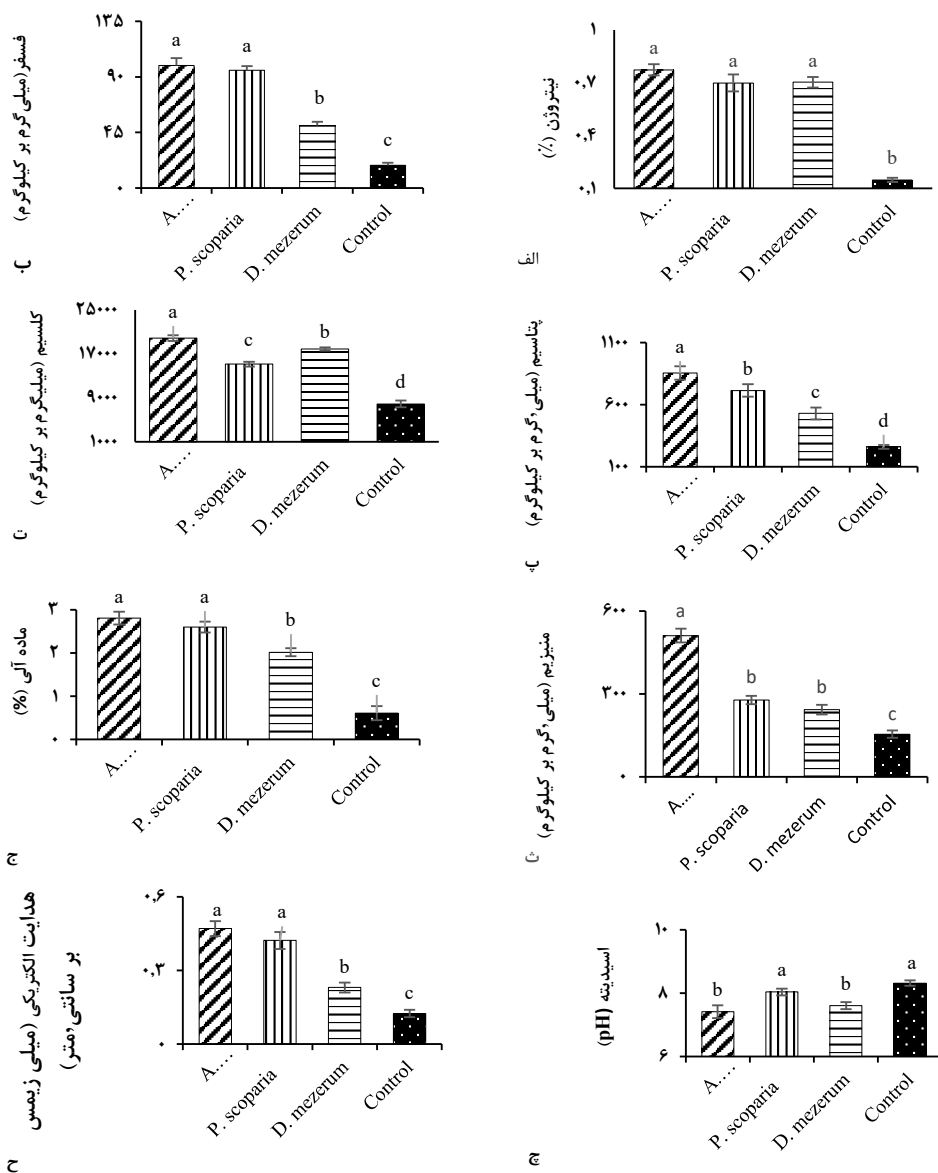 نیتروژن (٪)
۱
۰,۷
۰,۴
۰,۱
a
a
a
b
A....
P. scoparia
D. mezerum
Control
الف
فسفر (میلی گرم بر کیلوگرم)
۱۳۵
۹۰
۴۵
۰
a
a
b
c
A....
P. scoparia
D. mezerum
Control
ب
پتاسیم (میلی گرم بر کیلوگرم)
۱۱۰۰
۶۰۰
۱۰۰
a
b
c
d
A....
P. scoparia
D. mezerum
Control
پ
کلسیم (میلیگرم بر کیلوگرم)
۲۵۰۰۰
۱۷۰۰۰
۹۰۰۰
۱۰۰۰
a
c
b
d
A....
P. scoparia
D. mezerum
Control
ت
منیزیم (میلی گرم بر کیلوگرم)
۶۰۰
۳۰۰
۰
a
b
b
c
A....
P. scoparia
D. mezerum
Control
ث
ماده آلی (%)
۳
۲
۱
۰
a
a
b
c
A....
P. scoparia
D. mezerum
Control
ج
اسیدیته (pH)
۱۰
۸
۶
b
a
b
a
A....
P. scoparia
D. mezerum
Control
چ
هدایت الکتریکی (میلی زیمس
بر سانتی متر)
۰,۶
۰,۳
۰
a
a
b
c
A....
P. scoparia
D. mezerum
Control
ح